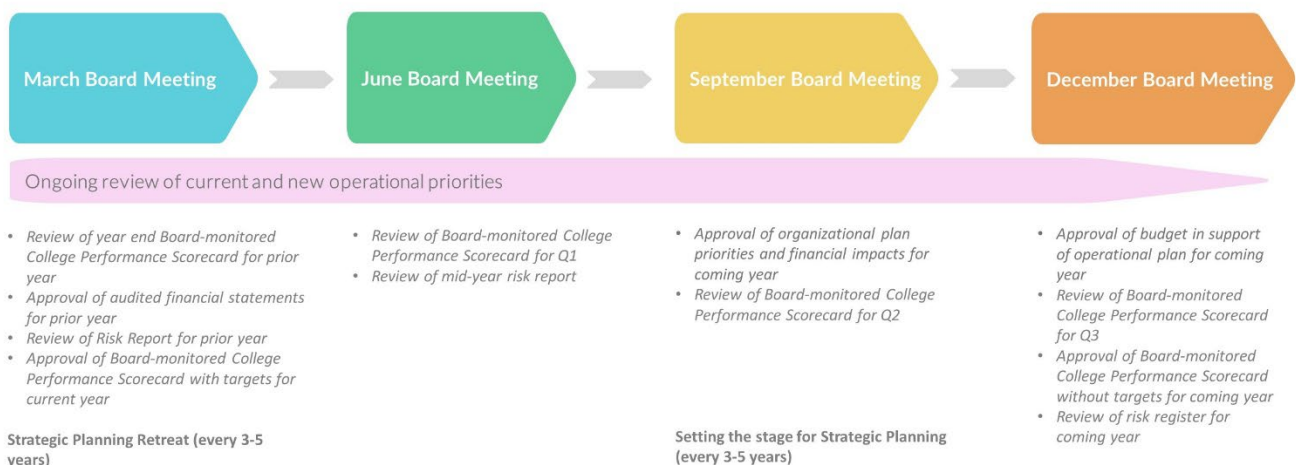 March Board Meeting
June Board Meeting
September Board Meeting
December Board Meeting
Ongoing review of current and new operational priorities
• Review of year end Board-monitored
College Performance Scorecard for prior
year
• Approval of audited financial statements
for prior year
• Review of Risk Report for prior year
• Approval of Board-monitored College
Performance Scorecard with targets for
current year
Strategic Planning Retreat (every 3-5
years)
• Review of Board-monitored College
Performance Scorecard for Q1
• Review of mid-year risk report
• Approval of organizational plan
priorities and financial impacts for
coming year
• Review of Board-monitored College
Performance Scorecard for Q2
Setting the stage for Strategic Planning
(every 3-5 years)
• Approval of budget in support
of operational plan for coming
year
• Review of Board-monitored
College Performance Scorecard
for Q3
• Approval of Board-monitored
College Performance Scorecard
without targets for coming year
• Review of risk register for
coming year